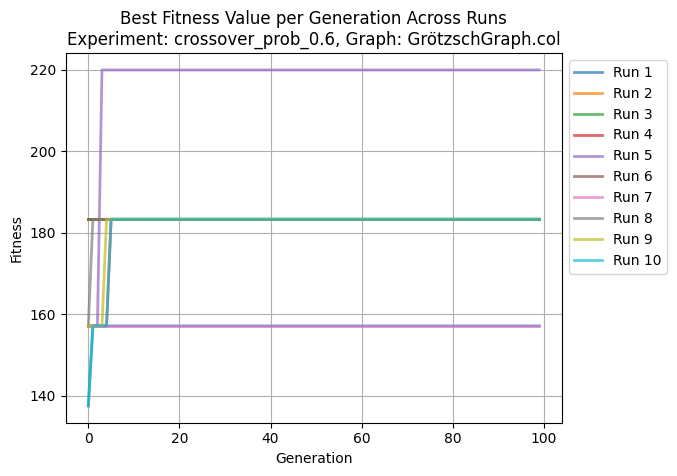 Best Fitness Value per Generation Across Runs
Experiment: crossover_prob_0.6, Graph: GrötzschGraph.col
220
200
180
160
140
Fitness
0 20 40 60 80 100
Generation
Run 1
Run 2
Run 3
Run 4
Run 5
Run 6
Run 7
Run 8
Run 9
Run 10